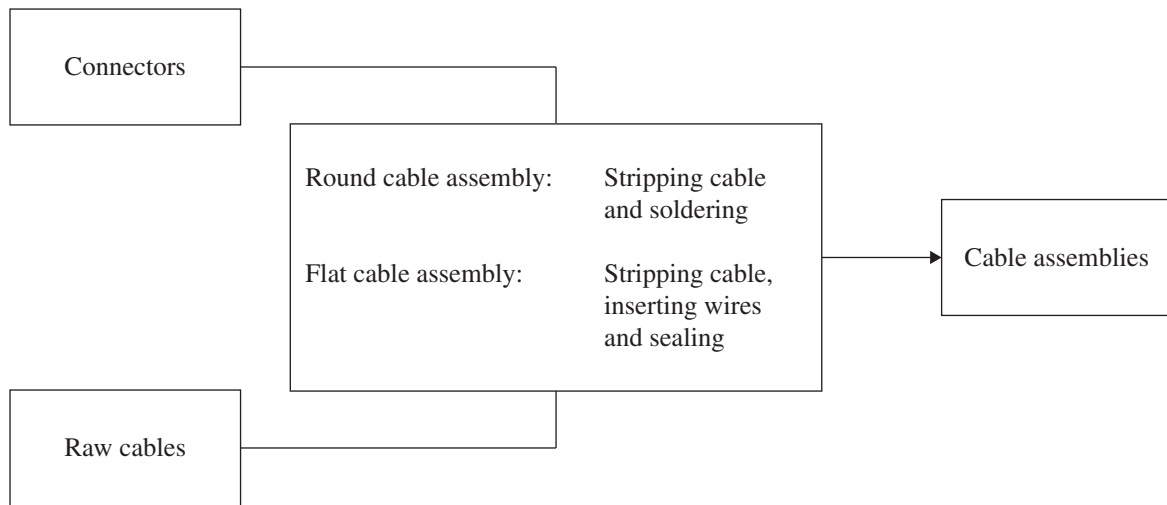 Connectors
Round cable assembly: Stripping cable
and soldering
Flat cable assembly: Stripping cable,
inserting wires
and sealing
Cable assemblies
Raw cables